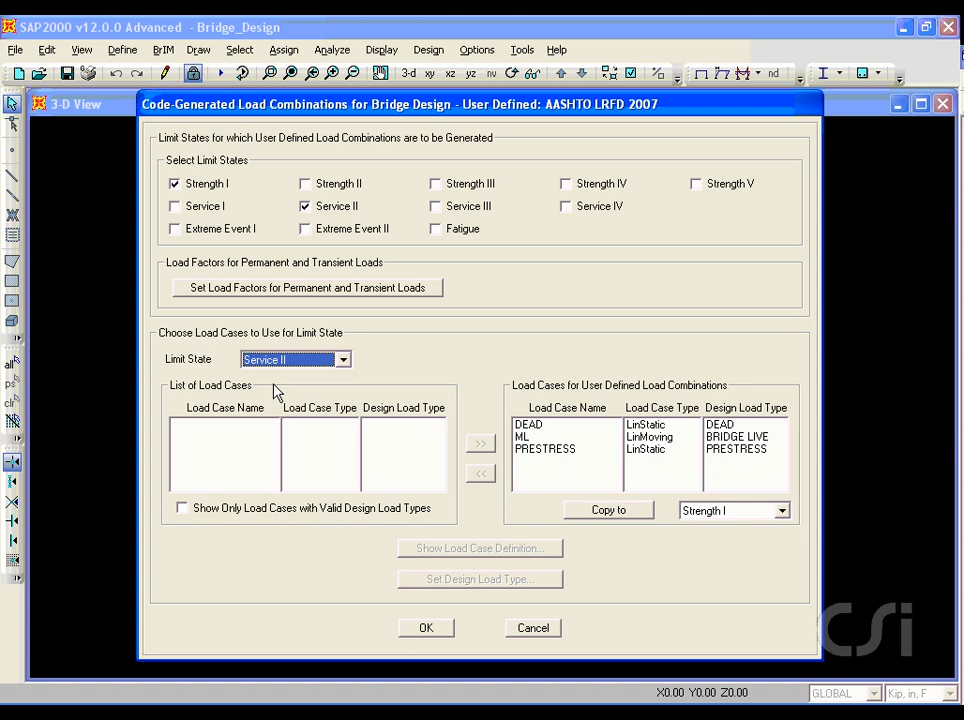 SAP2000 v12.0.0 Advanced - Bridge_Design
File Edit View Define BrIM Draw Select Assign Analyze Display Design Options Tools Help
3-d xy xz yz nv nd
3-D View
Code-Generated Load Combinations for Bridge Design - User Defined: AASHTO LRFD 2007
Limit States for which User Defined Load Combinations are to be Generated
Select Limit States
Strength I Strength II Strength III Strength IV Strength V
Service I Service II Service III Service IV
Extreme Event I Extreme Event II Fatigue
Load Factors for Permanent and Transient Loads
Set Load Factors for Permanent and Transient Loads
Choose Load Cases to Use for Limit State
Limit State Service II
List of Load Cases
Load Case Name Load Case Type Design Load Type
Show Only Load Cases with Valid Design Load Types
>>
<<
Load Cases for User Defined Load Combinations
Load Case Name Load Case Type Design Load Type
DEAD LinStatic DEAD
ML LinMoving BRIDGE LIVE
PRESTRESS LinStatic PRESTRESS
Copy to Strength I
Show Load Case Definition...
Set Design Load Type...
OK Cancel
all
ps
clr
CSi
X0.00 Y0.00 Z0.00 GLOBAL Kip, in, F